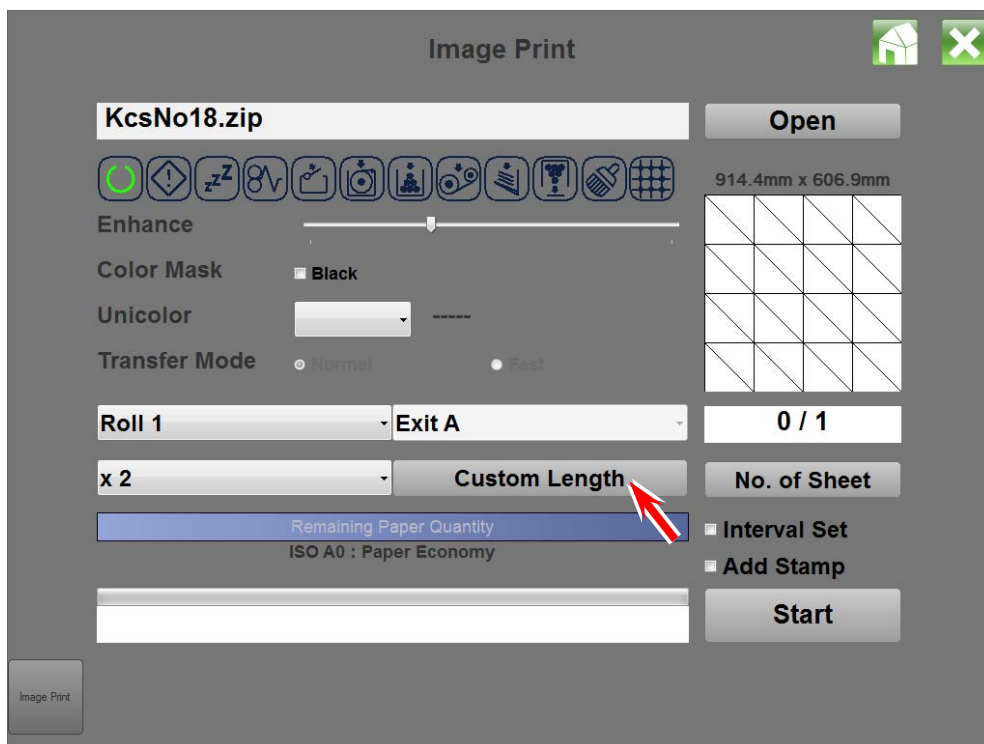 Image Print
KcsNo18.zip
Open
zzZ
914.4mm x 606.9mm
Enhance
Color Mask
Black
Unicolor
-----
Transfer Mode
Normal
Fast
Roll 1
Exit A
0 / 1
x 2
Custom Length
No. of Sheet
Remaining Paper Quantity
Interval Set
ISO A0 : Paper Economy
Add Stamp
Start
Image Print